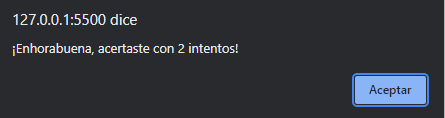 127.0.0.1:5500 dice
¡Enhorabuena, acertaste con 2 intentos!
Aceptar